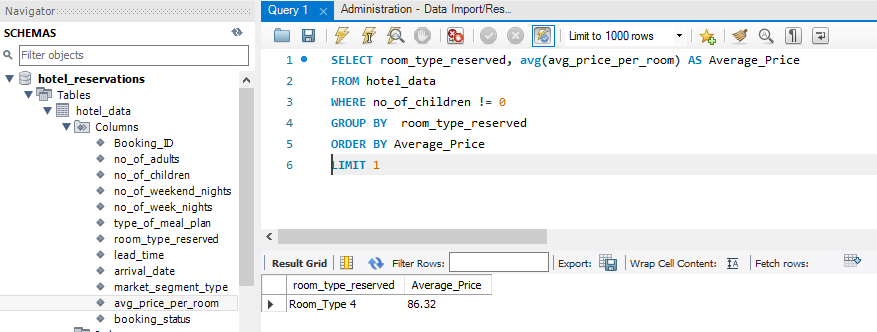 Navigator
SCHEMAS
Filter objects
hotel_reservations
Tables
hotel_data
Columns
Booking_ID
no_of_adults
no_of_children
no_of_weekend_nights
no_of_week_nights
type_of_meal_plan
room_type_reserved
lead_time
arrival_date
market_segment_type
avg_price_per_room
booking_status
Query 1 Administration - Data Import/Res...
Limit to 1000 rows
1 SELECT room_type_reserved, avg(avg_price_per_room) AS Average_Price
2 FROM hotel_data
3 WHERE no_of_children != 0
4 GROUP BY  room_type_reserved
5 ORDER BY Average_Price
6 LIMIT 1
Result Grid Filter Rows: Export: Wrap Cell Content: Fetch rows:
room_type_reserved Average_Price
Room_Type 4 86.32